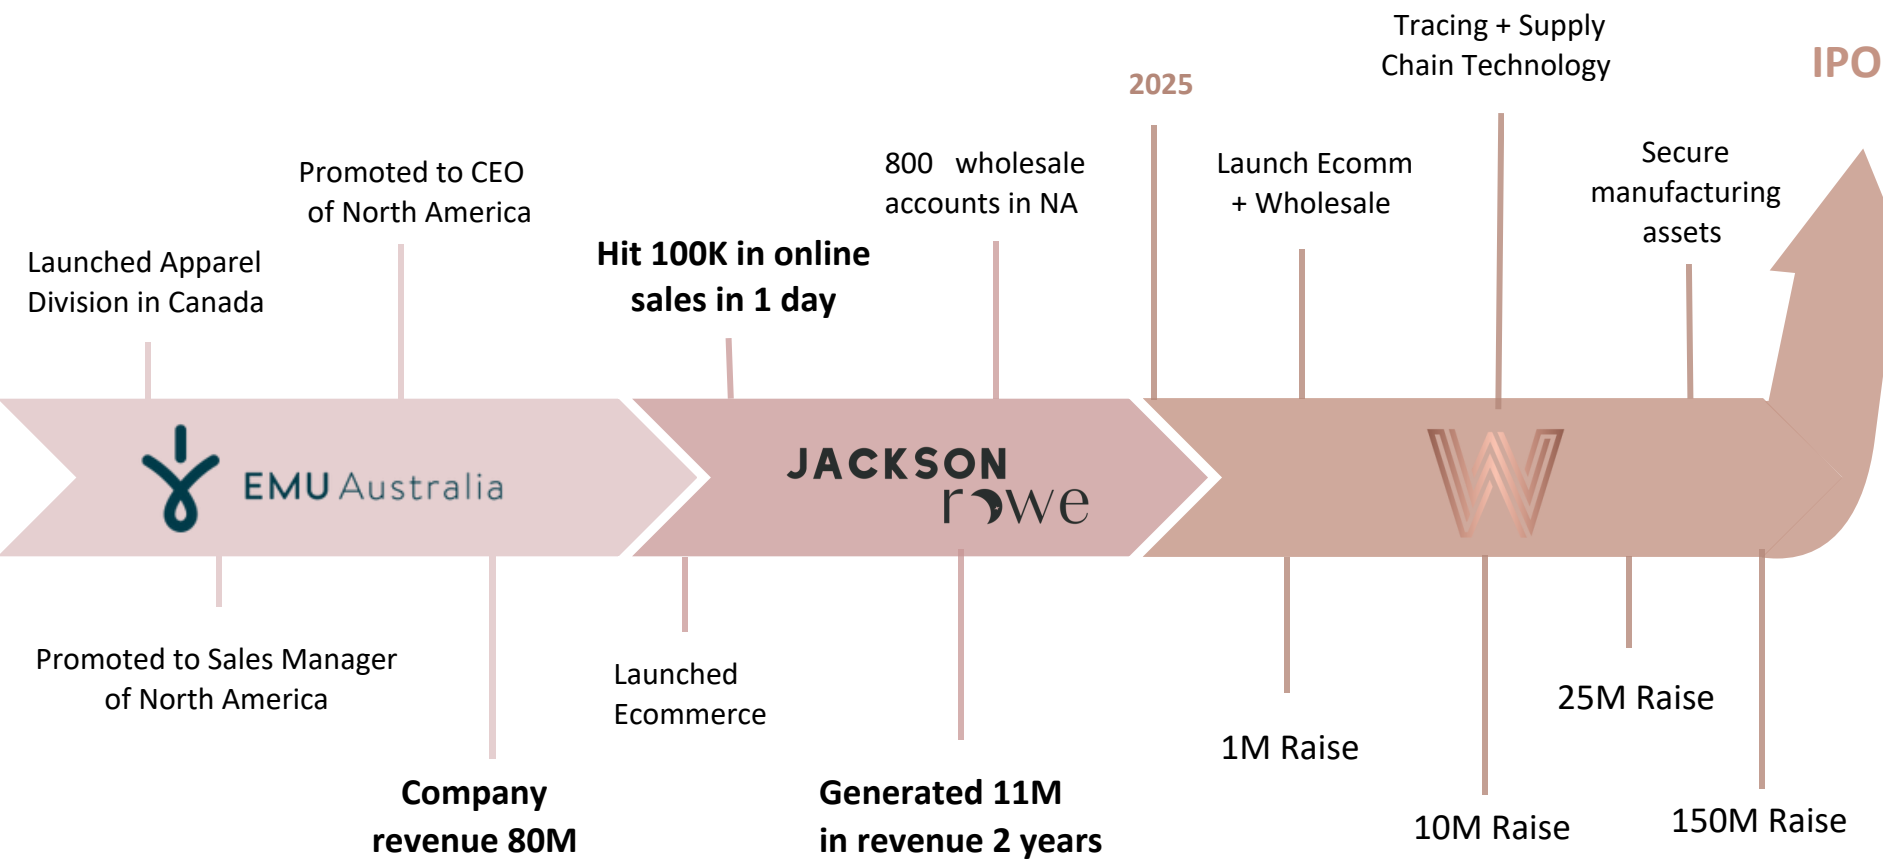 Tracing + Supply
Chain Technology
IPO
2025
Promoted to CEO
of North America
800 wholesale
accounts in NA
Launch Ecomm
+ Wholesale
Secure
manufacturing
assets
Launched Apparel
Division in Canada
Hit 100K in online
sales in 1 day
EMU Australia
JACKSON
rowe
W
Promoted to Sales Manager
of North America
Launched
Ecommerce
Company
revenue 80M
Generated 11M
in revenue 2 years
1M Raise
10M Raise
25M Raise
150M Raise